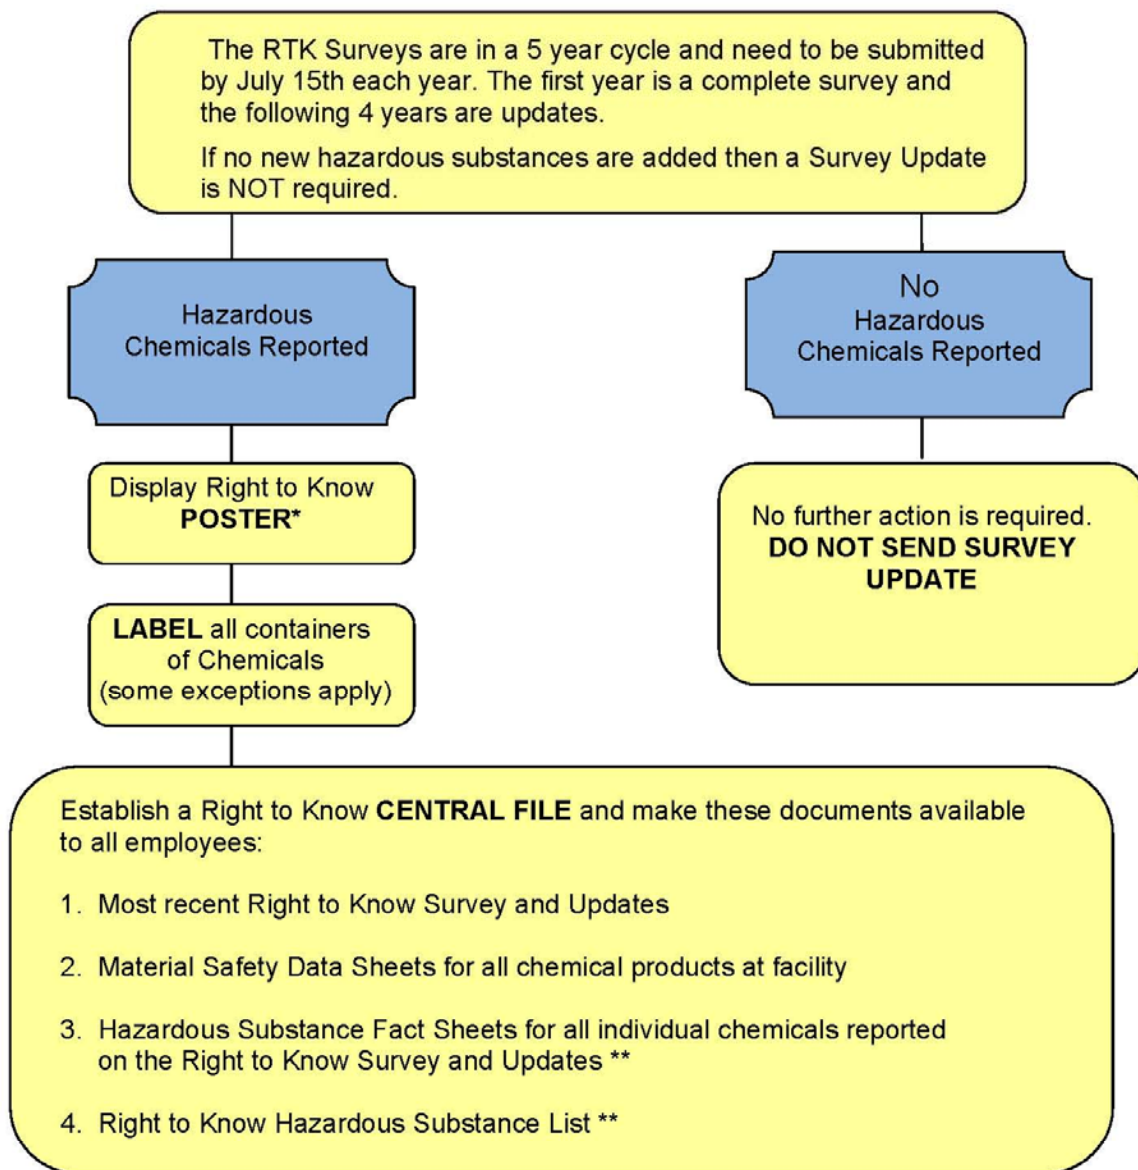 The RTK Surveys are in a 5 year cycle and need to be submitted
by July 15th each year. The first year is a complete survey and
the following 4 years are updates.
If no new hazardous substances are added then a Survey Update
is NOT required.
Hazardous
Chemicals Reported
No
Hazardous
Chemicals Reported
Display Right to Know
POSTER*
No further action is required.
DO NOT SEND SURVEY
UPDATE
LABEL all containers
of Chemicals
(some exceptions apply)
Establish a Right to Know CENTRAL FILE and make these documents available
to all employees:
1. Most recent Right to Know Survey and Updates
2. Material Safety Data Sheets for all chemical products at facility
3. Hazardous Substance Fact Sheets for all individual chemicals reported
on the Right to Know Survey and Updates **
4. Right to Know Hazardous Substance List **